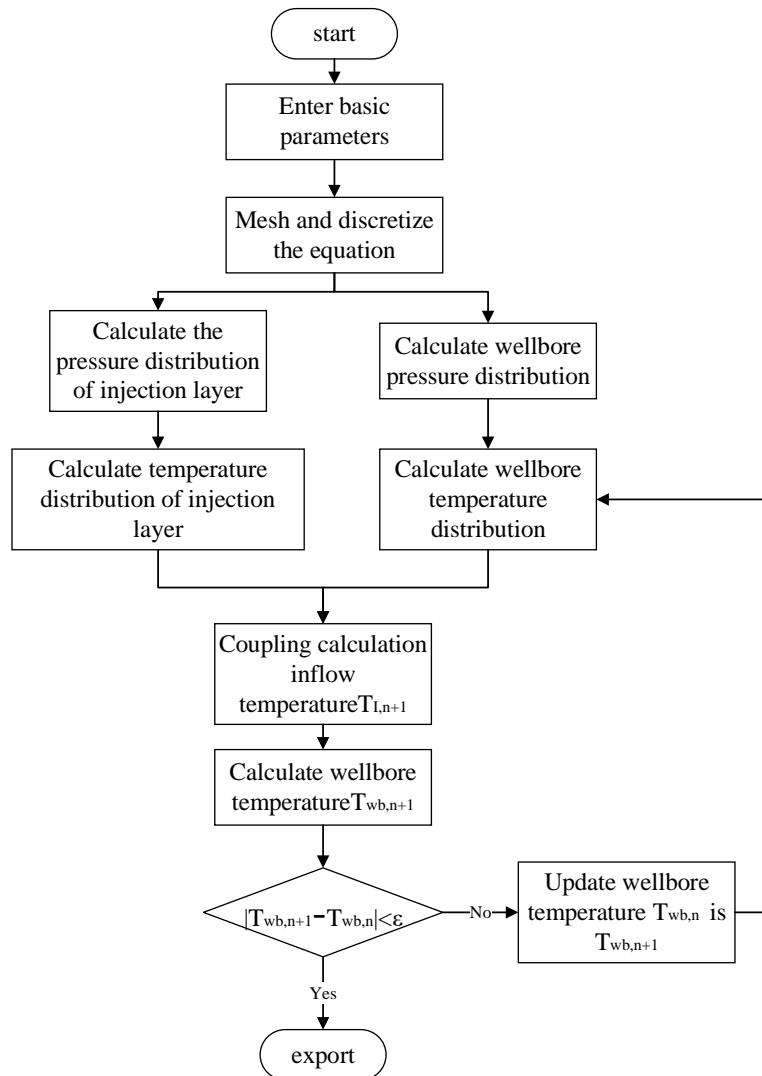 start
Enter basic
parameters
Mesh and discretize
the equation
Calculate the
pressure distribution
of injection layer
Calculate wellbore
pressure distribution
Calculate temperature
distribution of injection
layer
Calculate wellbore
temperature
distribution
Coupling calculation
inflow
temperatureTI,n+1
Calculate wellbore
temperatureTwb,n+1
|Twb,n+1-Twb,n|<ε
No
Update wellbore
temperature Twb,n is
Twb,n+1
Yes
export